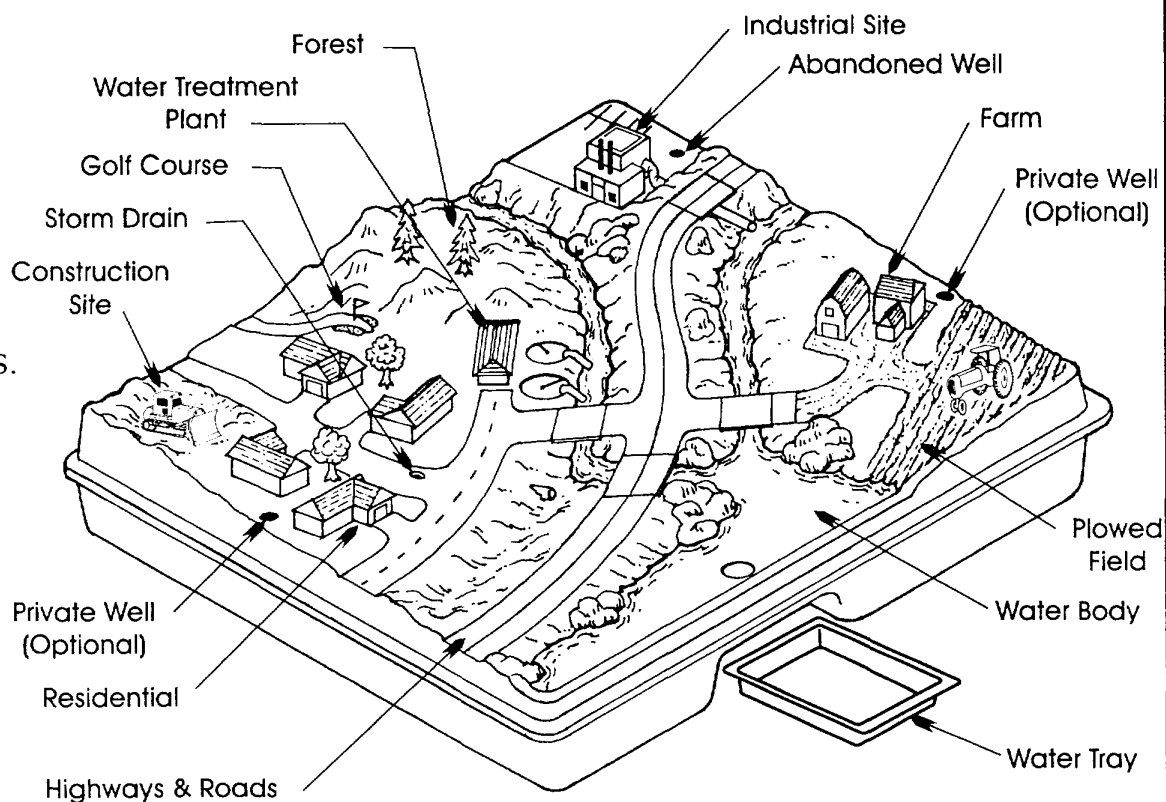 Industrial Site
Abandoned Well
Farm
Private Well
(Optional)
Forest
Water Treatment
Plant
Golf Course
Storm Drain
Construction
Site
s.
Private Well
(Optional)
Residential
Highways & Roads
Plowed
Field
Water Body
Water Tray